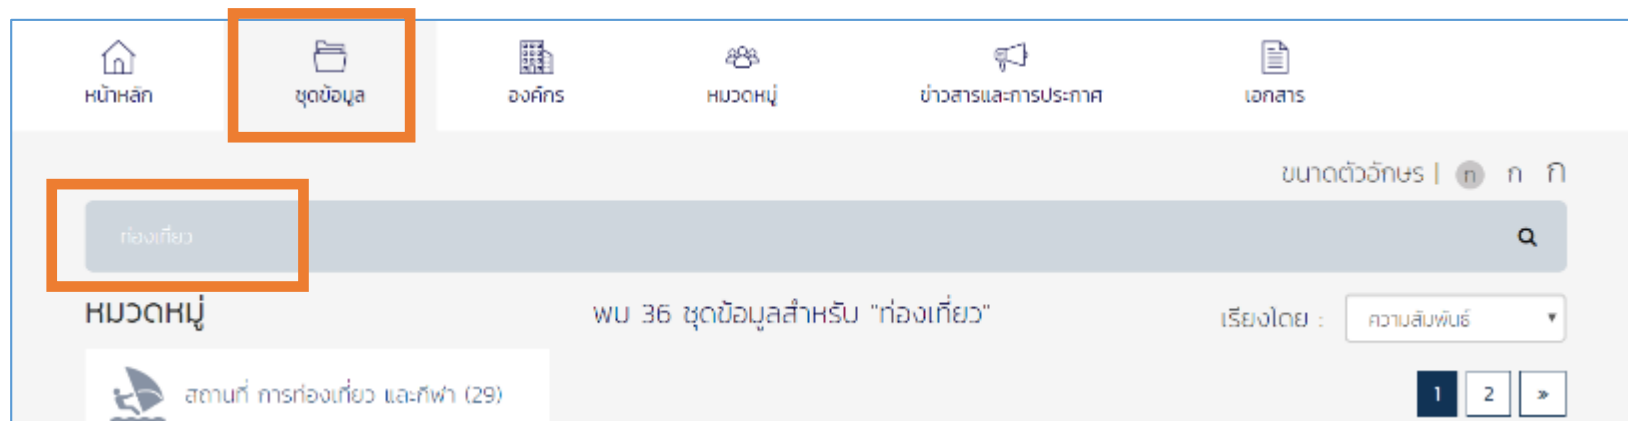 หน้าหลัก ชุดข้อมูล องค์กร หมวดหมู่ ข่าวสารและการประกาศ เอกสาร
ขนาดตัวอักษร | ก ก ก
ท่องเที่ยว
หมวดหมู่ พบ 36 ชุดข้อมูลสำหรับ "ท่องเที่ยว" เรียงโดย : ความสัมพันธ์
สถานที่ การท่องเที่ยว และกีฬา (29) 1 2 »